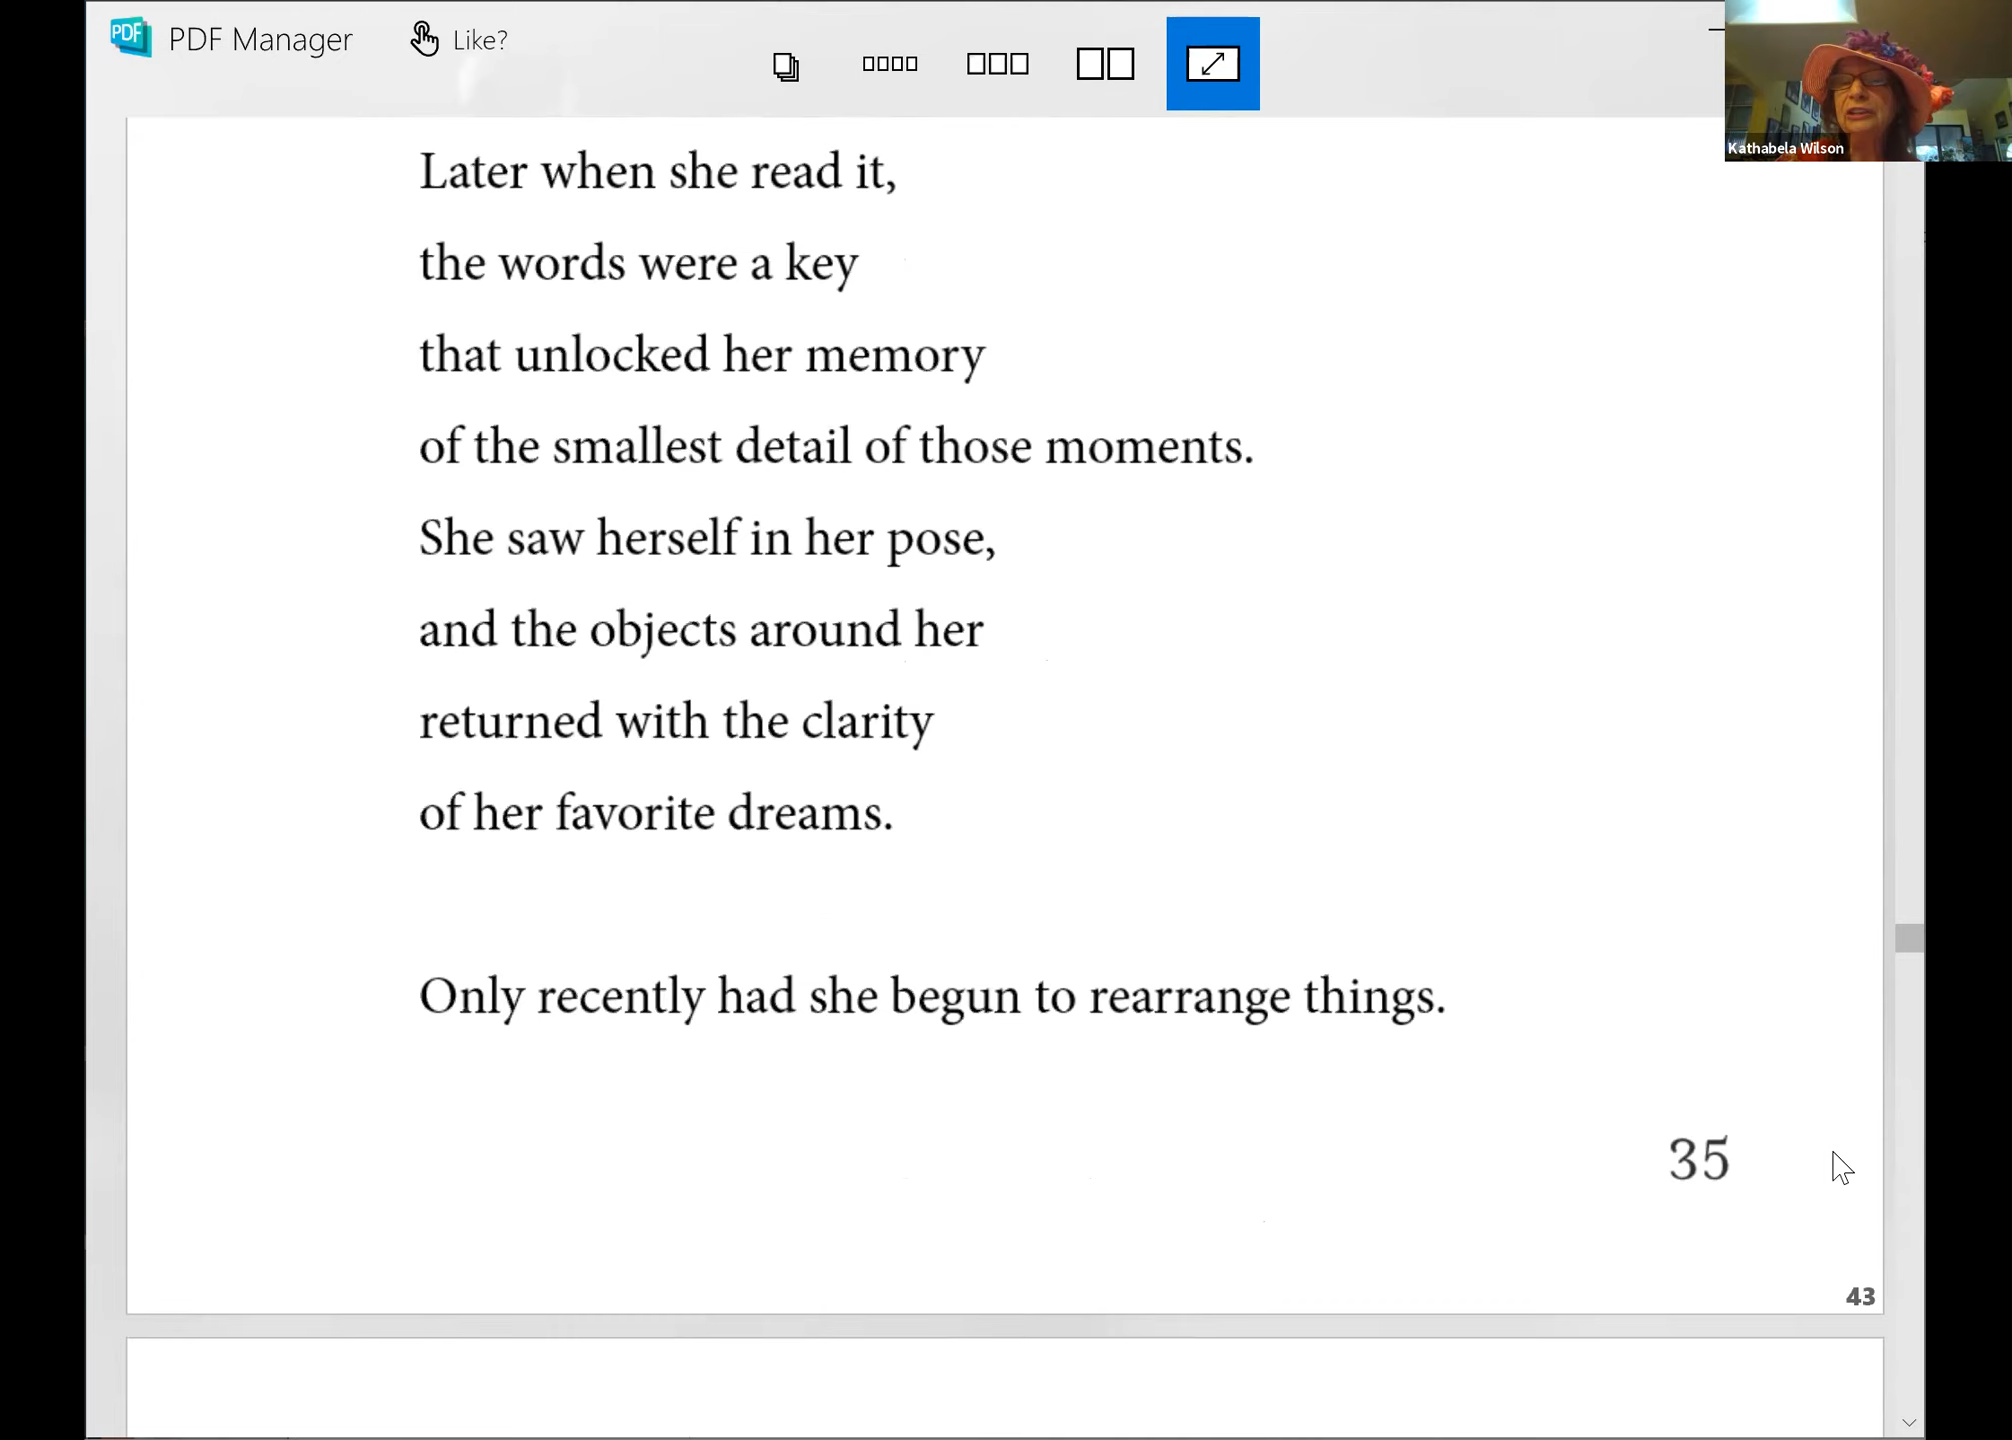 PDF PDF Manager Like?
Kathabela Wilson
Later when she read it,
the words were a key
that unlocked her memory
of the smallest detail of those moments.
She saw herself in her pose,
and the objects around her
returned with the clarity
of her favorite dreams.
Only recently had she begun to rearrange things.
35
43